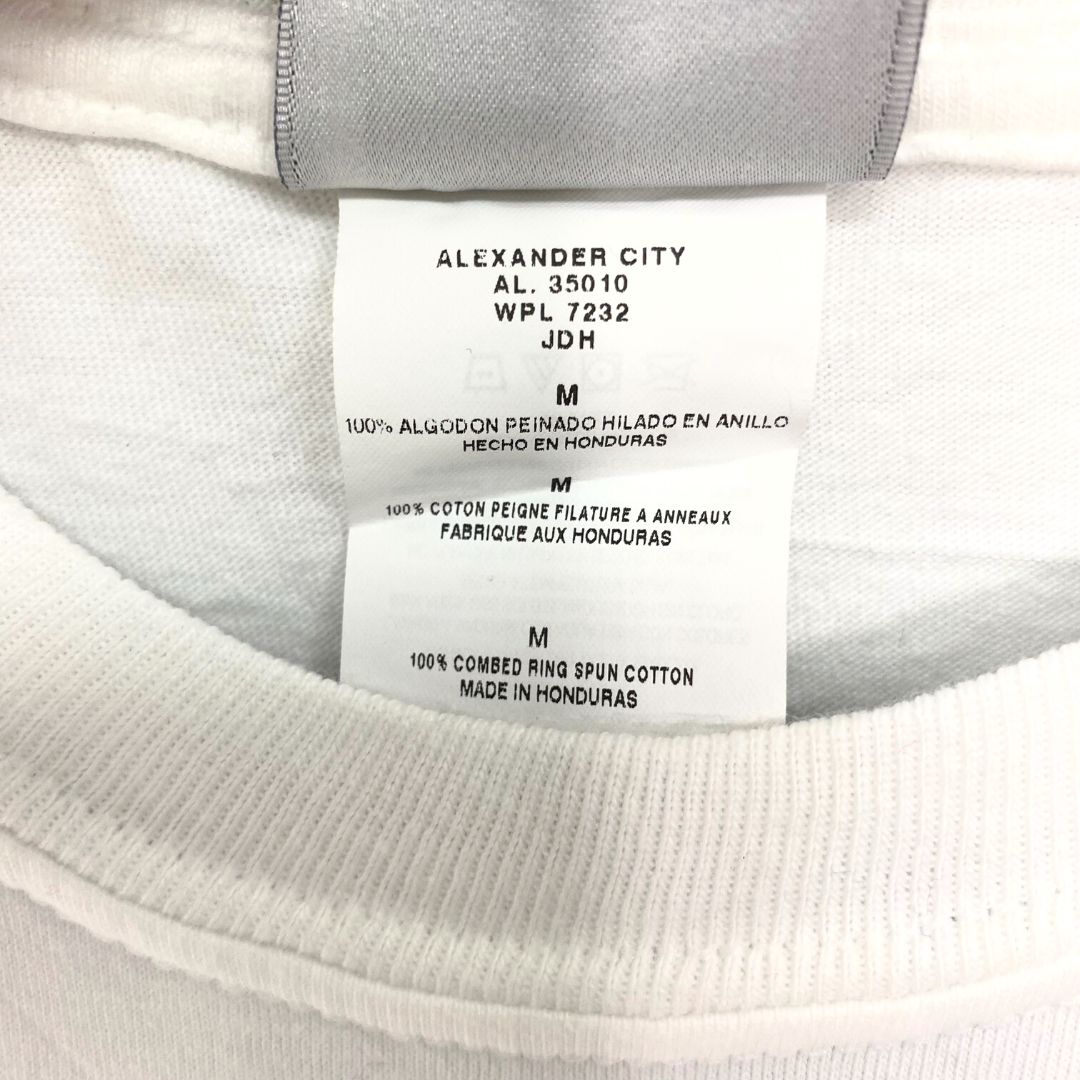 ALEXANDER CITY
AL. 35010
WPL 7232
JDH
M
100% ALGODON PEINADO HILADO EN ANILLO
HECHO EN HONDURAS
M
100% COTON PEIGNE FILATURE A ANNEAUX
FABRIQUE AUX HONDURAS
M
100% COMBED RING SPUN COTTON
MADE IN HONDURAS